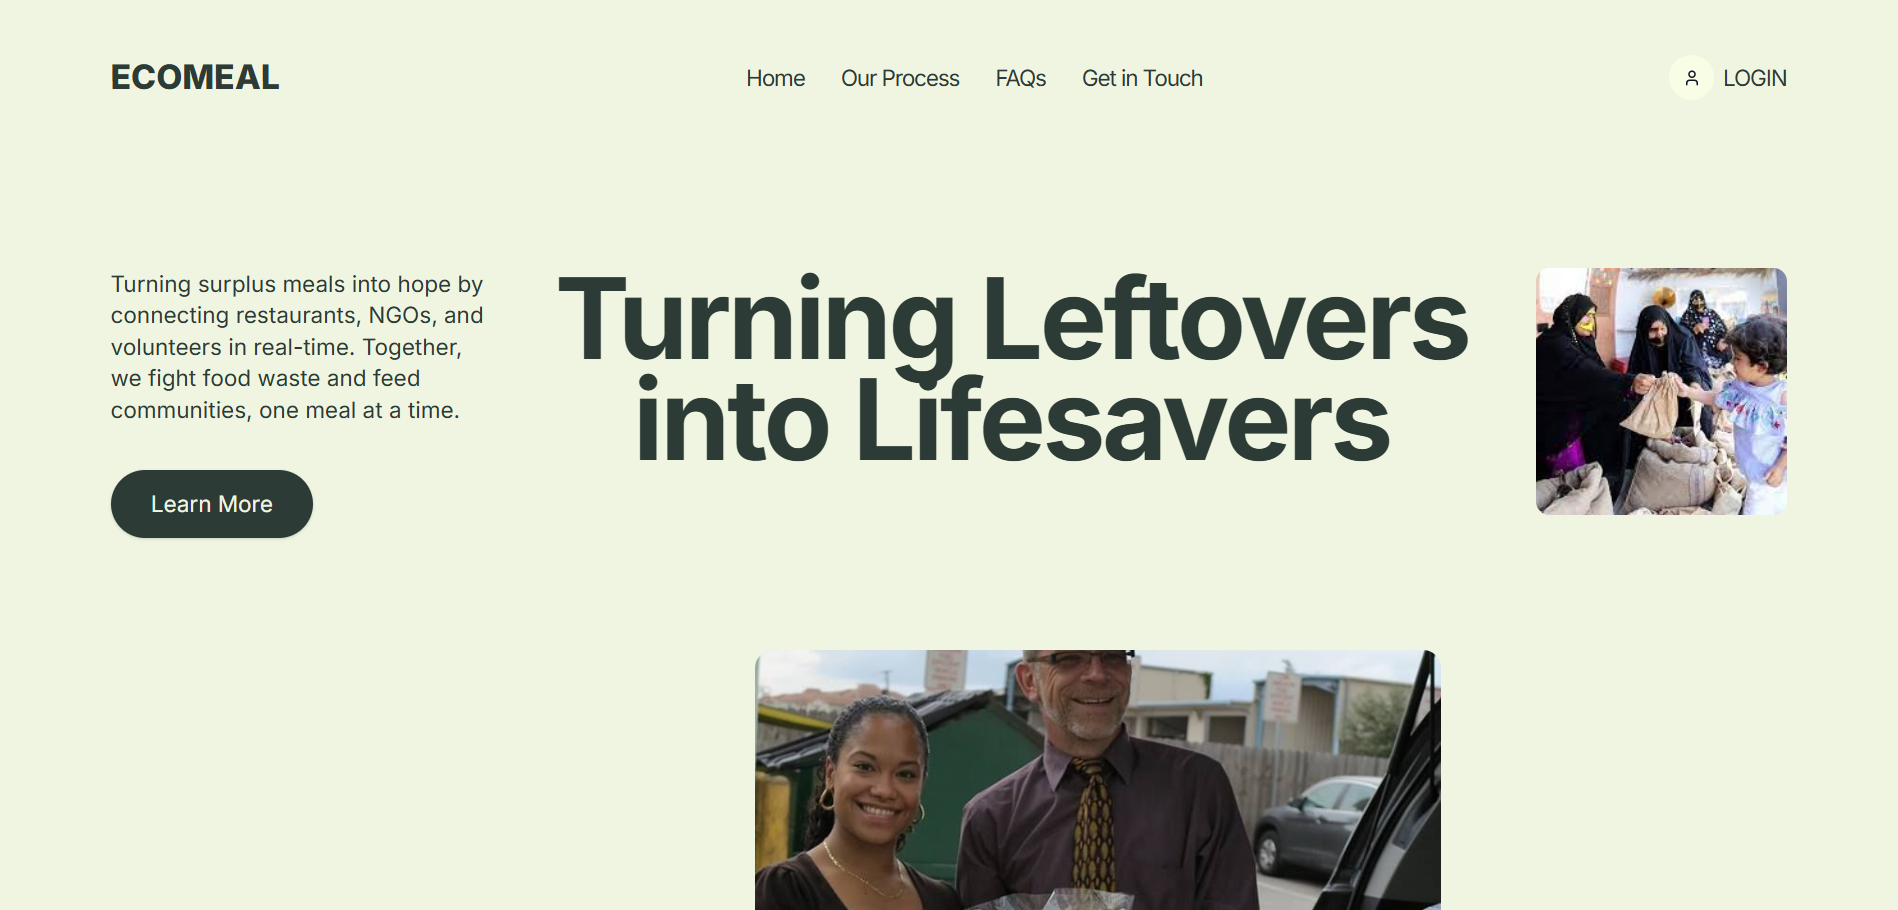 ECOMEAL
Home
Our Process
FAQs
Get in Touch
LOGIN
Turning surplus meals into hope by
connecting restaurants, NGOs, and
volunteers in real-time. Together,
we fight food waste and feed
communities, one meal at a time.
Learn More
Turning Leftovers
into Lifesavers